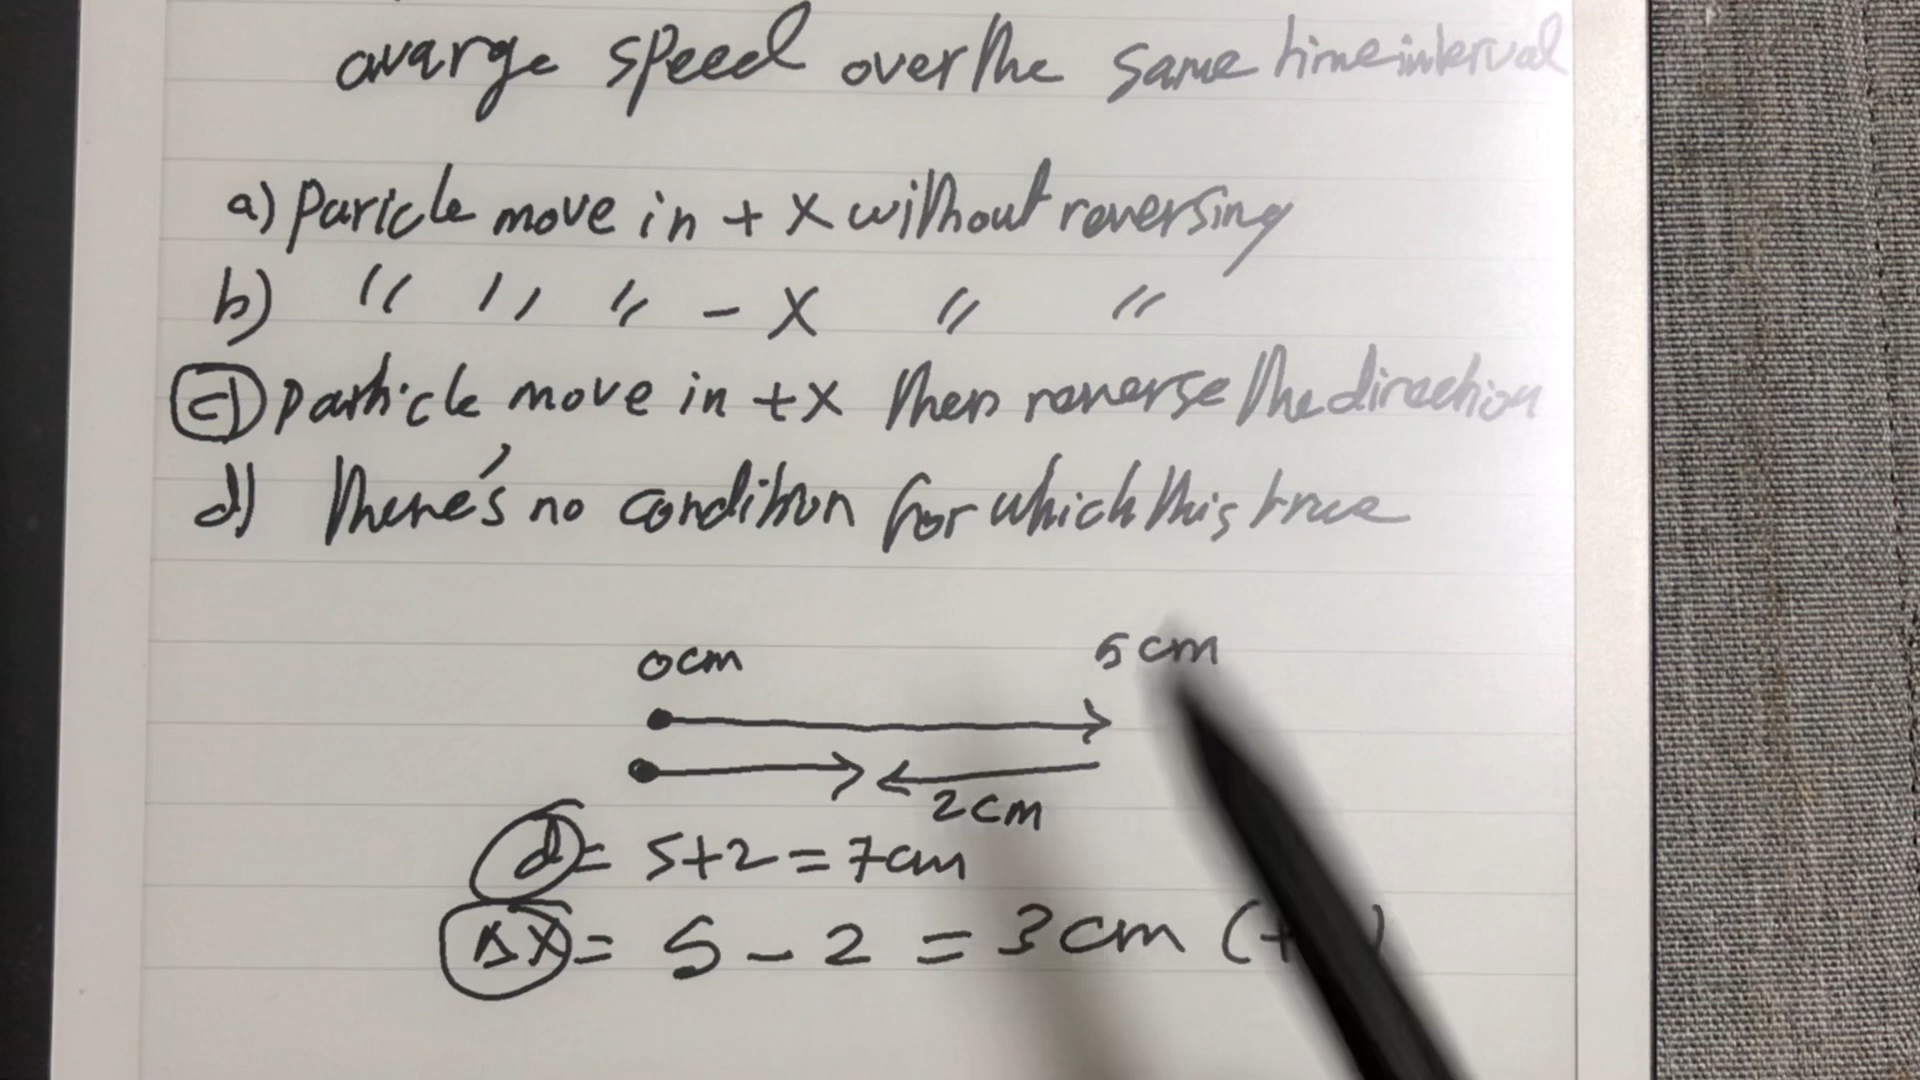 avarge speed over the same time interval
a) Paricle move in + X without reversing
b) " " " - X " "
c) particle move in +X then reverse the direction
d) there's no condition for which this true
0cm 5cm
2cm
d = 5+2 = 7cm
Δx = 5 - 2 = 3cm (+